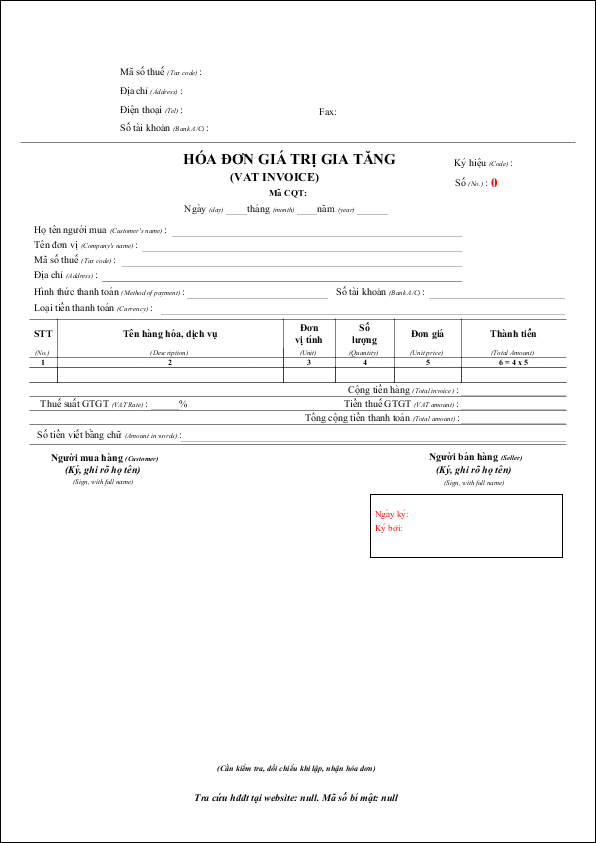 Mã số thuế (Tax code) :
Địa chỉ (Address) :
Điện thoại (Tel) : Fax:
Số tài khoản (Bank A/C) :
HÓA ĐƠN GIÁ TRỊ GIA TĂNG
(VAT INVOICE)
Ký hiệu (Code) :
Số (No.) : 0
Mã CQT:
Ngày (day) ____tháng (month) ____năm (year) ______
Họ tên người mua (Customer's name) :
Tên đơn vị (Company's name) :
Mã số thuế (Tax code) :
Địa chỉ (Address) :
Hình thức thanh toán (Method of payment) : Số tài khoản (Bank A/C) :
Loại tiền thanh toán (Currency) :
STT Tên hàng hóa, dịch vụ Đơn vị tính Số lượng Đơn giá Thành tiền
(No.) (Description) (Unit) (Quantity) (Unit price) (Total Amount)
1 2 3 4 5 6 = 4 x 5
Cộng tiền hàng (Total invoice) :
Thuế suất GTGT (VAT Rate) : ______% Tiền thuế GTGT (VAT amount) :
Tổng cộng tiền thanh toán (Total amount) :
Số tiền viết bằng chữ (Amount in words) :
Người mua hàng (Customer) Người bán hàng (Seller)
(Ký, ghi rõ họ tên) (Ký, ghi rõ họ tên)
(Sign, with full name) (Sign, with full name)
Ngày ký:
Ký bởi:
(Cần kiểm tra, đối chiếu khi lập, nhận hóa đơn)
Tra cứu hđđt tại website: null. Mã số bí mật: null